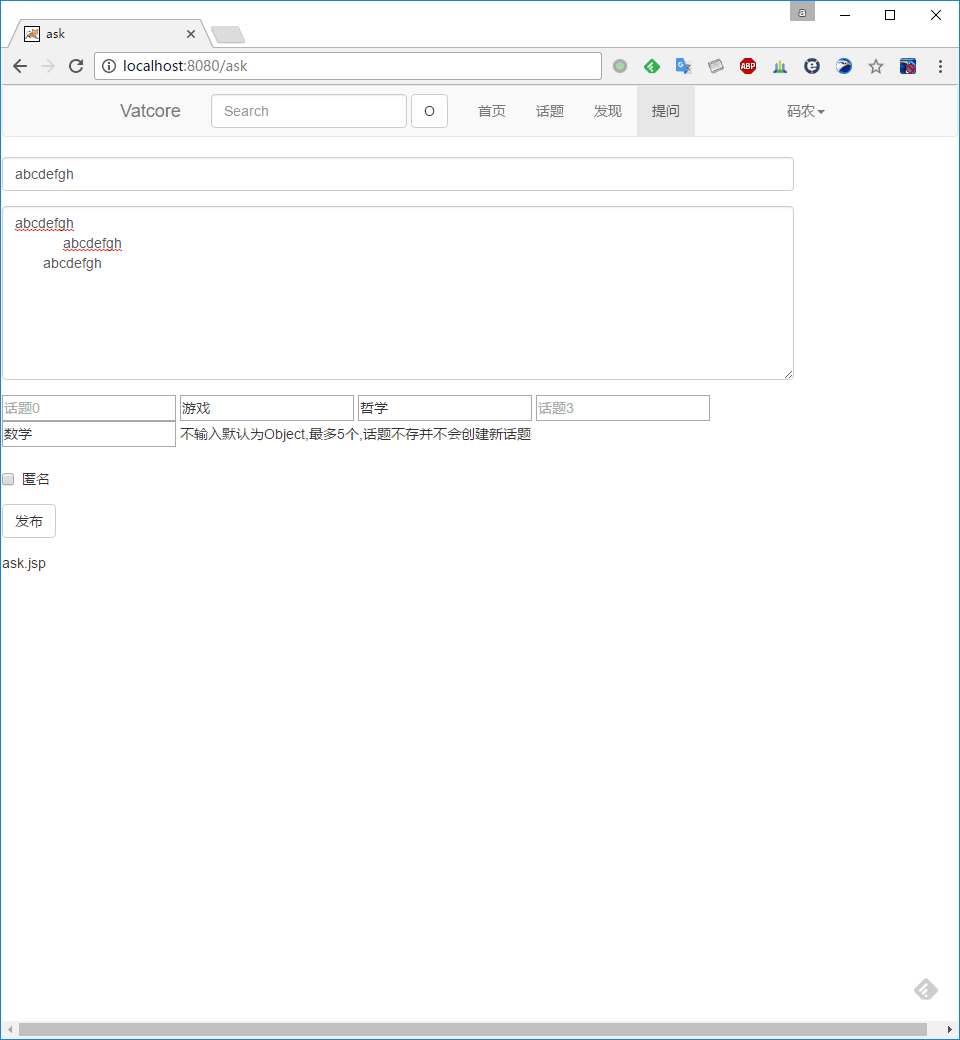 a
ask
localhost:8080/ask
ABP
Vatcore Search O 首页 话题 发现 提问 码农
abcdefgh
abcdefgh
abcdefgh
abcdefgh
话题0 游戏 哲学 话题3
数学 不输入默认为Object,最多5个,话题不存并不会创建新话题
匿名
发布
ask.jsp